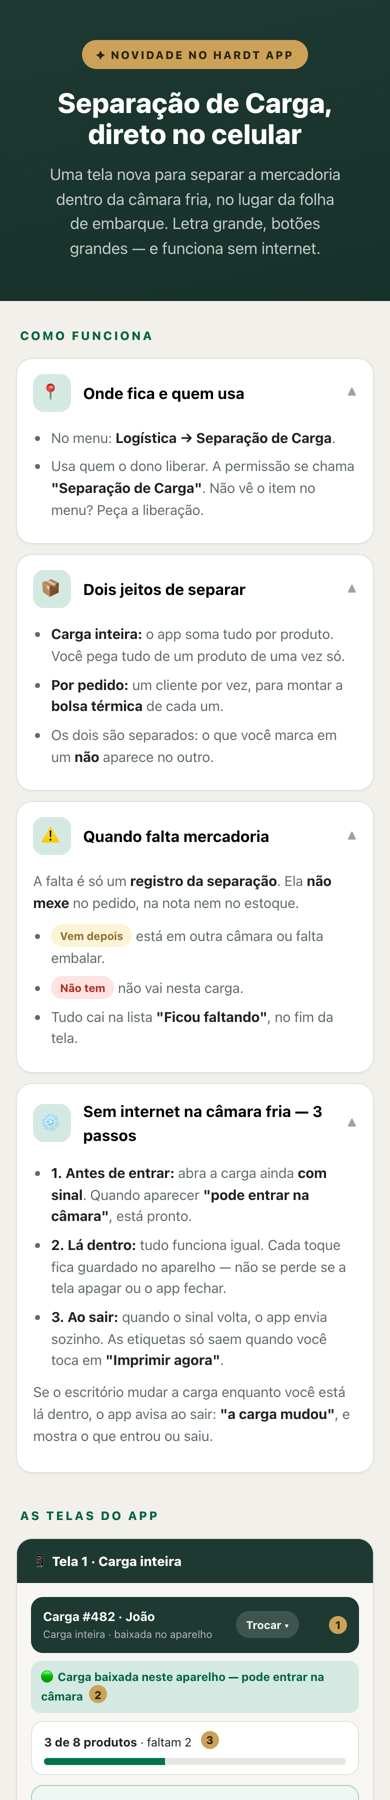 ✦ NOVIDADE NO HARDT APP
Separação de Carga,
direto no celular
Uma tela nova para separar a mercadoria
dentro da câmara fria, no lugar da folha
de embarque. Letra grande, botões
grandes — e funciona sem internet.
COMO FUNCIONA
Onde fica e quem usa
• No menu: Logística → Separação de Carga.
• Usa quem o dono liberar. A permissão se chama
"Separação de Carga". Não vê o item no
menu? Peça a liberação.
Dois jeitos de separar
• Carga inteira: o app soma tudo por produto.
Você pega tudo de um produto de uma vez só.
• Por pedido: um cliente por vez, para montar a
bolsa térmica de cada um.
• Os dois são separados: o que você marca em
um não aparece no outro.
Quando falta mercadoria
A falta é só um registro da separação. Ela não
mexe no pedido, na nota nem no estoque.
• Vem depois está em outra câmara ou falta
embalar.
• Não tem não vai nesta carga.
• Tudo cai na lista "Ficou faltando", no fim da
tela.
Sem internet na câmara fria — 3
passos
• 1. Antes de entrar: abra a carga ainda com
sinal. Quando aparecer "pode entrar na
câmara", está pronto.
• 2. Lá dentro: tudo funciona igual. Cada toque
fica guardado no aparelho — não se perde se a
tela apagar ou o app fechar.
• 3. Ao sair: quando o sinal volta, o app envia
sozinho. As etiquetas só saem quando você
toca em "Imprimir agora".
Se o escritório mudar a carga enquanto você está
lá dentro, o app avisa ao sair: "a carga mudou", e
mostra o que entrou ou saiu.
AS TELAS DO APP
Tela 1 · Carga inteira
Carga #482 · João
Carga inteira · baixada no aparelho
Trocar ▾
1
Carga baixada neste aparelho — pode entrar na
câmara 2
3 de 8 produtos · faltam 2 3